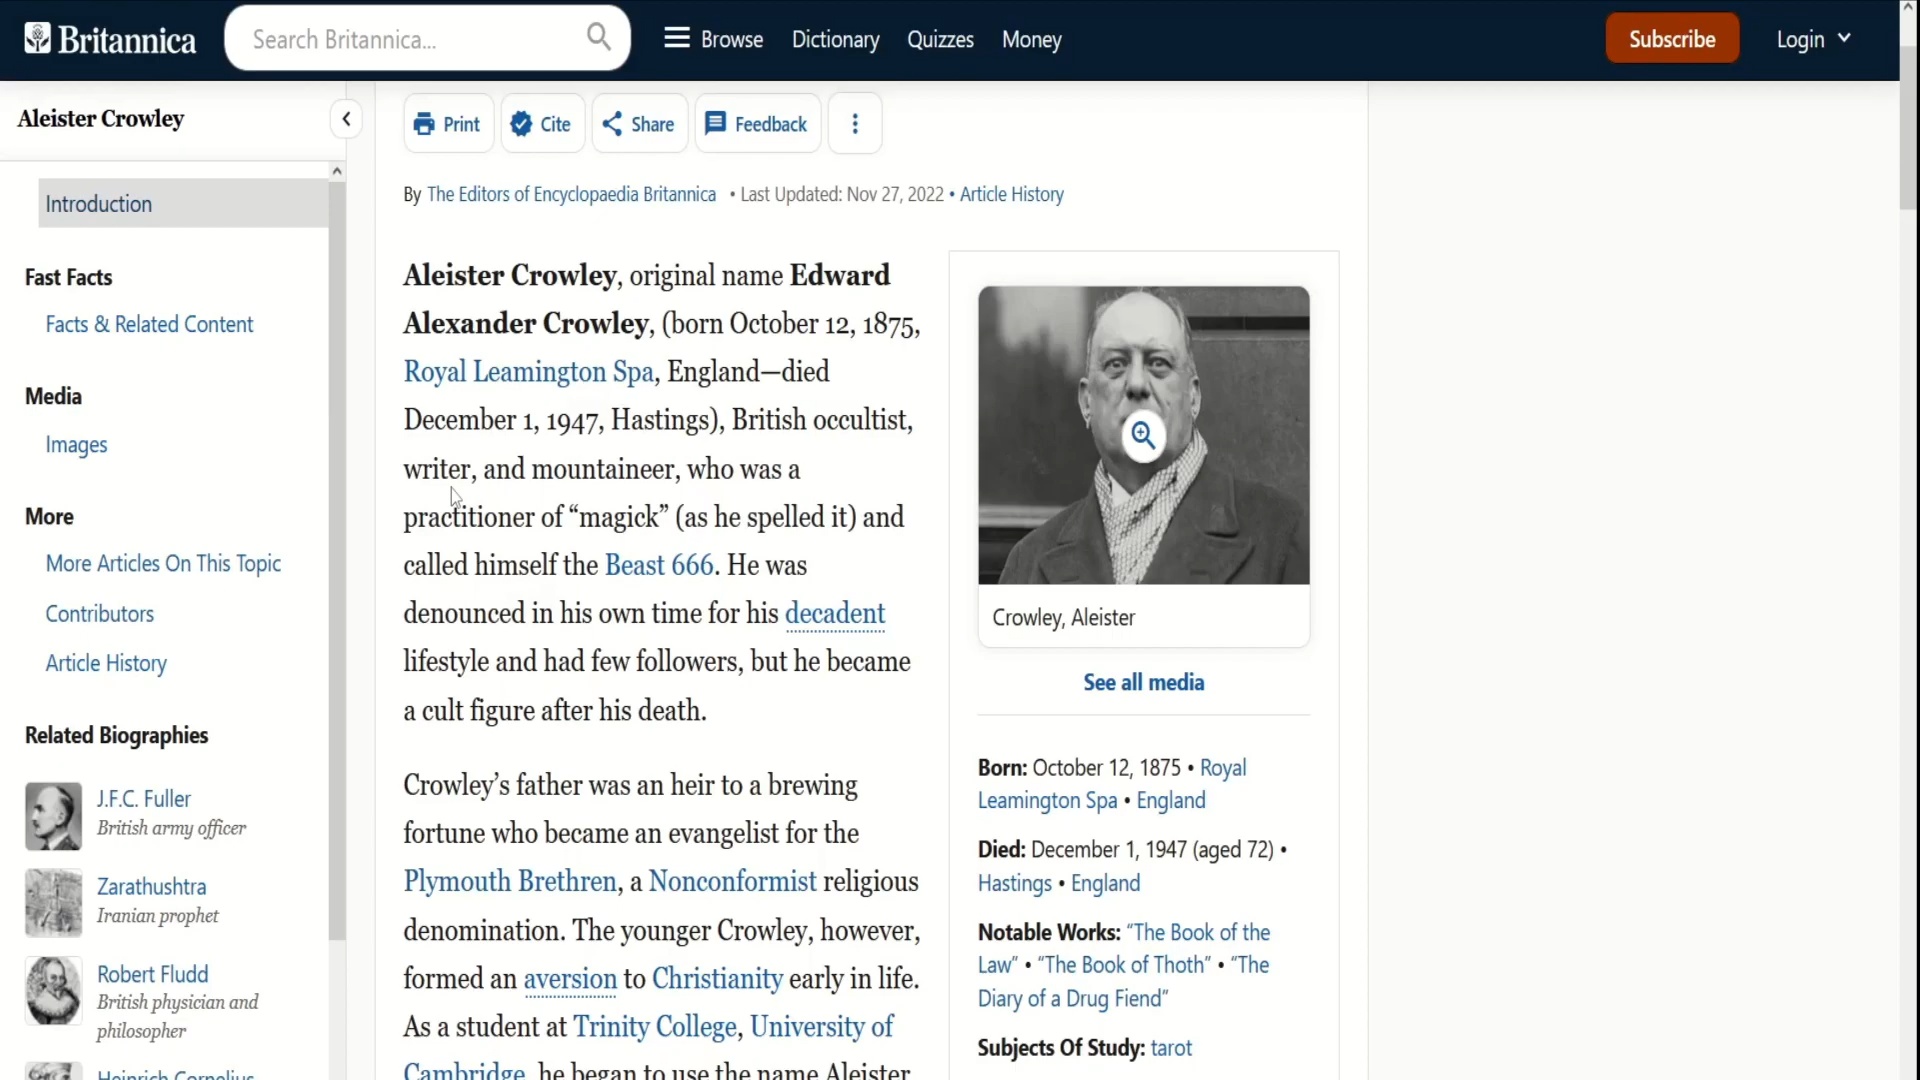 Britannica
Search Britannica...
Browse
Dictionary
Quizzes
Money
Subscribe
Login
Aleister Crowley
Introduction
Fast Facts
Facts & Related Content
Media
Images
More
More Articles On This Topic
Contributors
Article History
Related Biographies
J.F.C. Fuller
British army officer
Zarathushtra
Iranian prophet
Robert Fludd
British physician and
philosopher
Heinrich Cornelius
Print
Cite
Share
Feedback
By The Editors of Encyclopaedia Britannica • Last Updated: Nov 27, 2022 • Article History
Aleister Crowley, original name Edward
Alexander Crowley, (born October 12, 1875,
Royal Leamington Spa, England—died
December 1, 1947, Hastings), British occultist,
writer, and mountaineer, who was a
practitioner of “magick” (as he spelled it) and
called himself the Beast 666. He was
denounced in his own time for his decadent
lifestyle and had few followers, but he became
a cult figure after his death.
Crowley’s father was an heir to a brewing
fortune who became an evangelist for the
Plymouth Brethren, a Nonconformist religious
denomination. The younger Crowley, however,
formed an aversion to Christianity early in life.
As a student at Trinity College, University of
Cambridge, he began to use the name Aleister
Crowley, Aleister
See all media
Born: October 12, 1875 • Royal
Leamington Spa • England
Died: December 1, 1947 (aged 72) •
Hastings • England
Notable Works: “The Book of the
Law” • “The Book of Thoth” • “The
Diary of a Drug Fiend”
Subjects Of Study: tarot